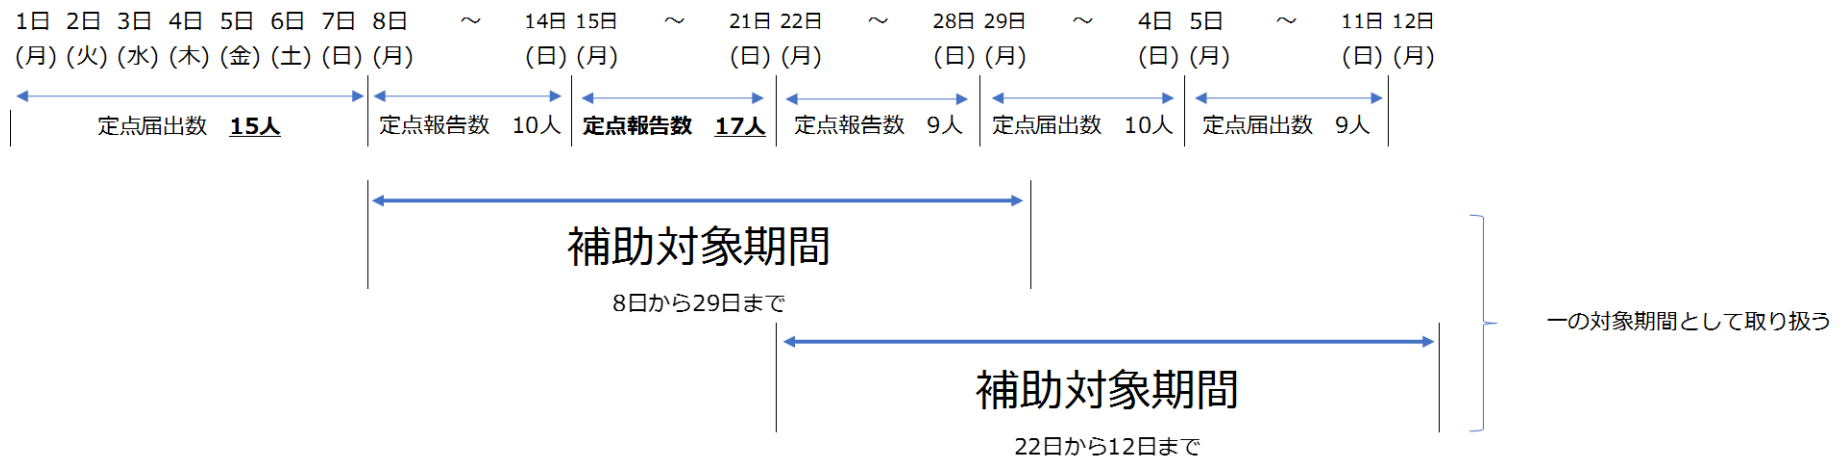 1日 2日 3日 4日 5日 6日 7日 8日 ～ 14日 15日 ～ 21日 22日 ～ 28日 29日 ～ 4日 5日 ～ 11日 12日
(月) (火) (水) (木) (金) (土) (日) (月) (日) (月) (日) (月) (日) (月) (日) (月) (日) (月)
定点届出数 15人 定点報告数 10人 定点報告数 17人 定点報告数 9人 定点届出数 10人 定点届出数 9人
補助対象期間
8日から29日まで
一の対象期間として取り扱う
補助対象期間
22日から12日まで